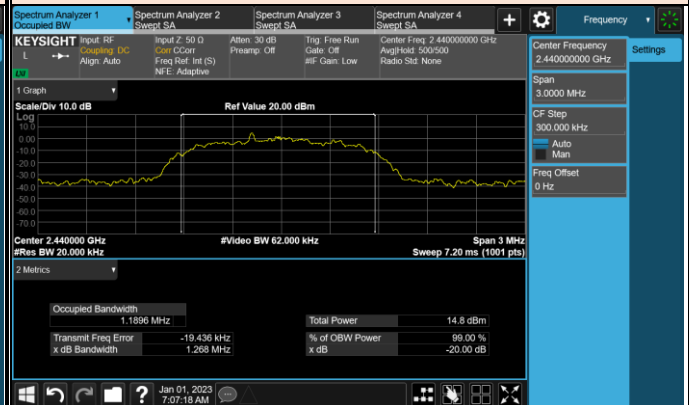 Spectrum Analyzer 1
Occupied BW
Spectrum Analyzer 2
Swept SA
Spectrum Analyzer 3
Swept SA
Spectrum Analyzer 4
Swept SA
+
Frequency
KEYSIGHT
L
LXI
Input: RF
Coupling: DC
Align: Auto
Input Z: 50 Ω
Corr CCorr
Freq Ref: Int (S)
NFE: Adaptive
Atten: 30 dB
Preamp: Off
Trig: Free Run
Gate: Off
#IF Gain: Low
Center Freq: 2.440000000 GHz
Avg|Hold: 500/500
Radio Std: None
Center Frequency
2.440000000 GHz
Settings
Span
3.0000 MHz
CF Step
300.000 kHz
Auto
Man
Freq Offset
0 Hz
1 Graph
Scale/Div 10.0 dB
Ref Value 20.00 dBm
Log
10.0
0.00
-10.0
-20.0
-30.0
-40.0
-50.0
-60.0
-70.0
Center 2.440000 GHz
#Video BW 62.000 kHz
Span 3 MHz
#Res BW 20.000 kHz
Sweep 7.20 ms (1001 pts)
2 Metrics
Occupied Bandwidth
1.1896 MHz
Total Power
14.8 dBm
Transmit Freq Error
-19.436 kHz
% of OBW Power
99.00 %
x dB Bandwidth
1.268 MHz
x dB
-20.00 dB
?
Jan 01, 2023
7:07:18 AM